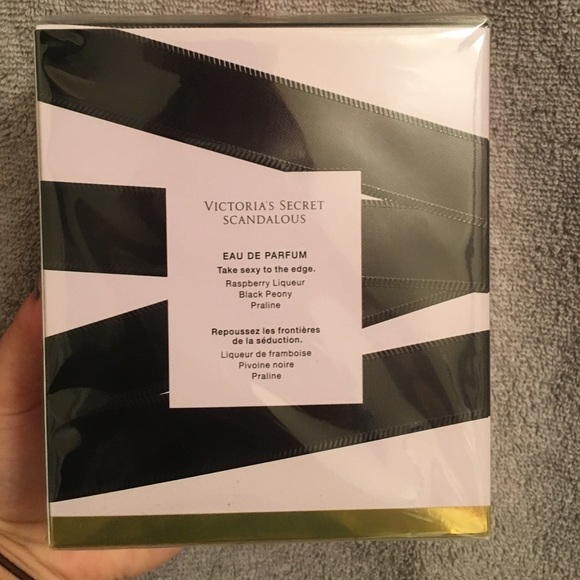 VICTORIA'S SECRET
SCANDALOUS
EAU DE PARFUM
Take sexy to the edge.
Raspberry Liqueur
Black Peony
Praline
Repoussez les frontières
de la séduction.
Liqueur de framboise
Pivoine noire
Praline